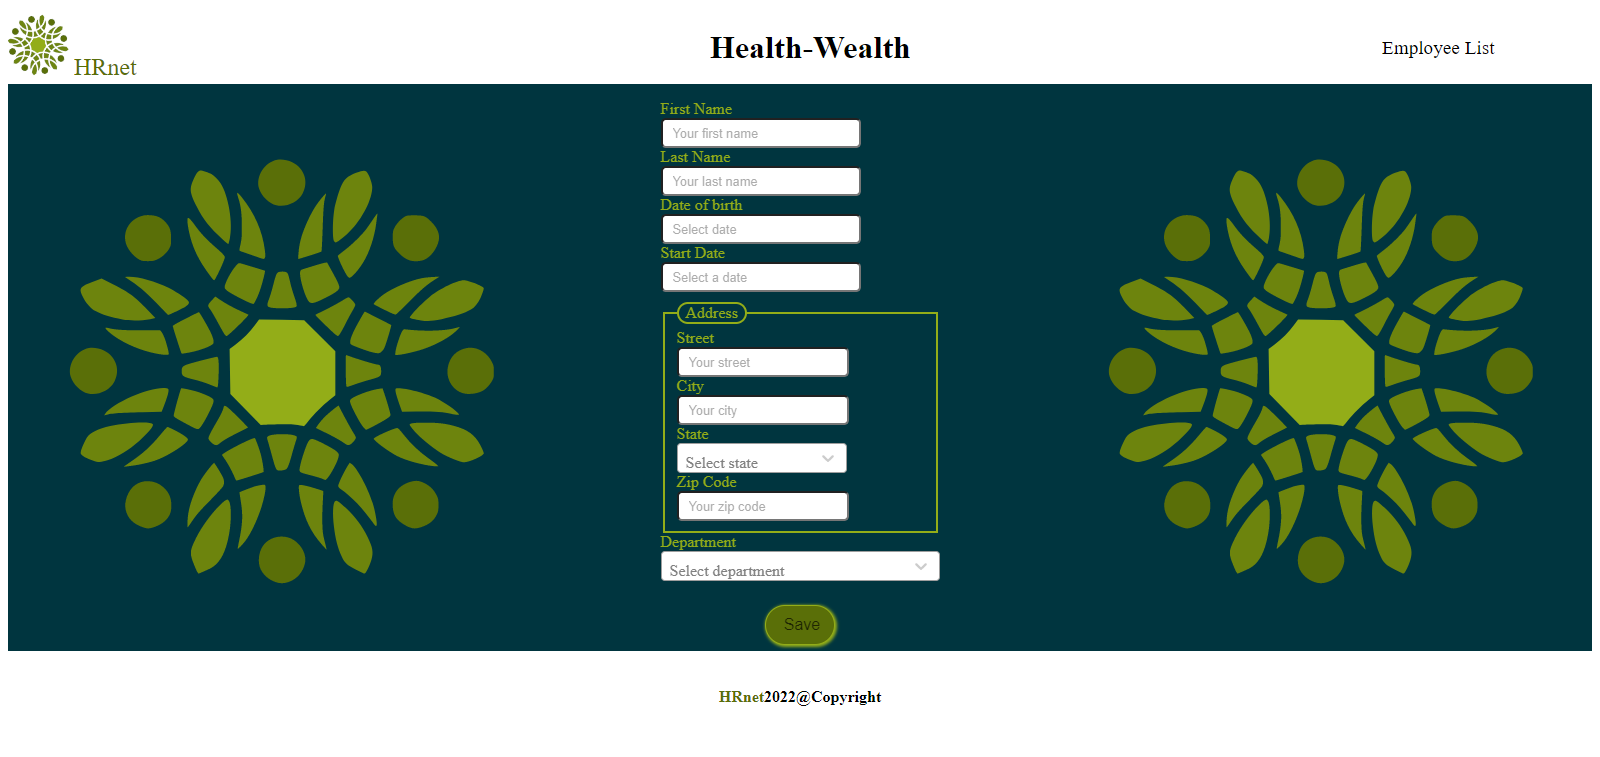 HRnet
Health-Wealth
Employee List
First Name
Your first name
Last Name
Your last name
Date of birth
Select date
Start Date
Select a date
Address
Street
Your street
City
Your city
State
Select state
Zip Code
Your zip code
Department
Select department
Save
HRnet2022@Copyright